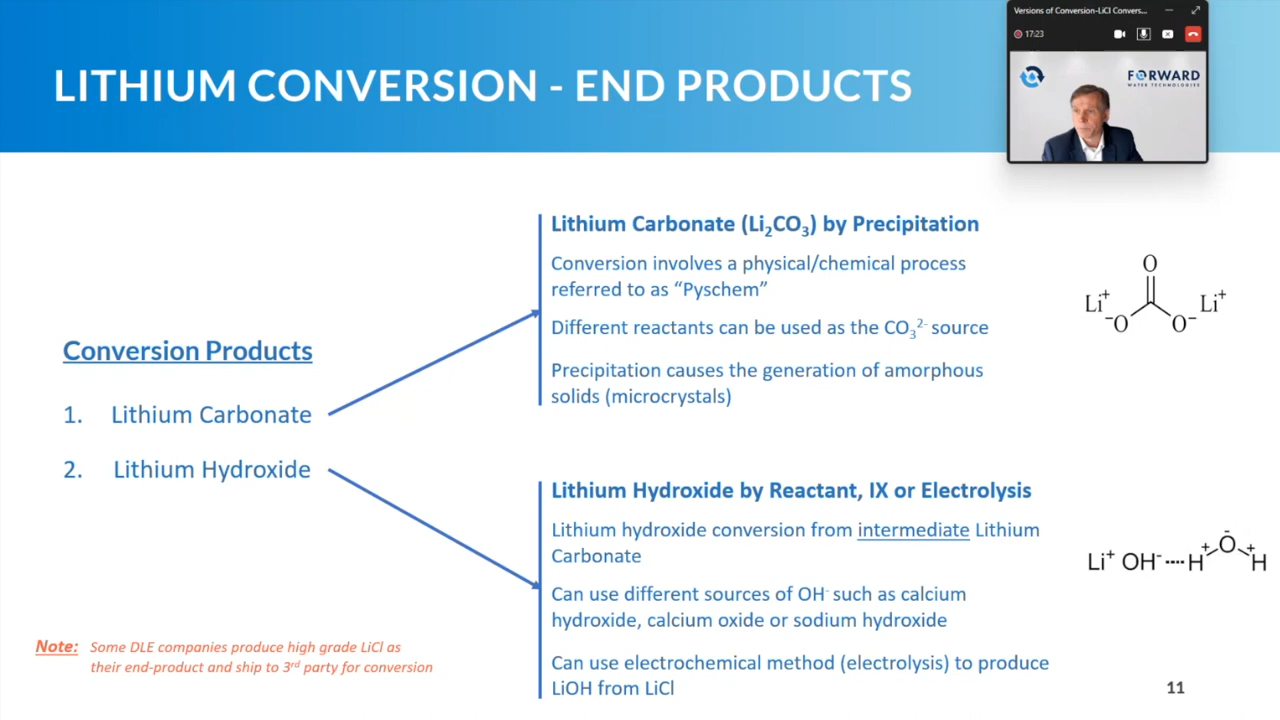 Versions of Conversion-LiCl Convers...
17:23
FORWARD
WATER TECHNOLOGIES
LITHIUM CONVERSION - END PRODUCTS
Conversion Products
1. Lithium Carbonate
2. Lithium Hydroxide
Note: Some DLE companies produce high grade LiCl as
their end-product and ship to 3rd party for conversion
Lithium Carbonate (Li₂CO₃) by Precipitation
Conversion involves a physical/chemical process
referred to as “Pyschem”
Different reactants can be used as the CO₃²⁻ source
Precipitation causes the generation of amorphous
solids (microcrystals)
O
Li⁺ Li⁺
⁻O O⁻
Lithium Hydroxide by Reactant, IX or Electrolysis
Lithium hydroxide conversion from intermediate Lithium
Carbonate
Can use different sources of OH⁻ such as calcium
hydroxide, calcium oxide or sodium hydroxide
Can use electrochemical method (electrolysis) to produce
LiOH from LiCl
Li⁺ OH⁻ ···· H⁺ O⁻ ⁺H
11